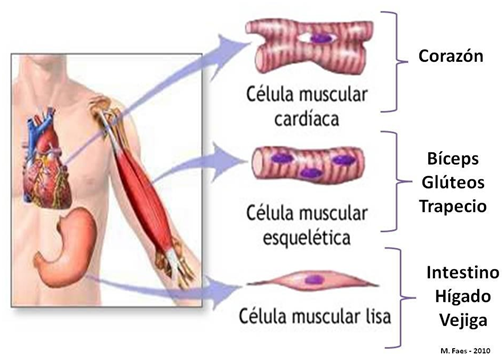 Célula muscular
cardíaca
Corazón
Célula muscular
esquelética
Bíceps
Glúteos
Trapecio
Célula muscular lisa
Intestino
Hígado
Vejiga
M. Faes - 2010